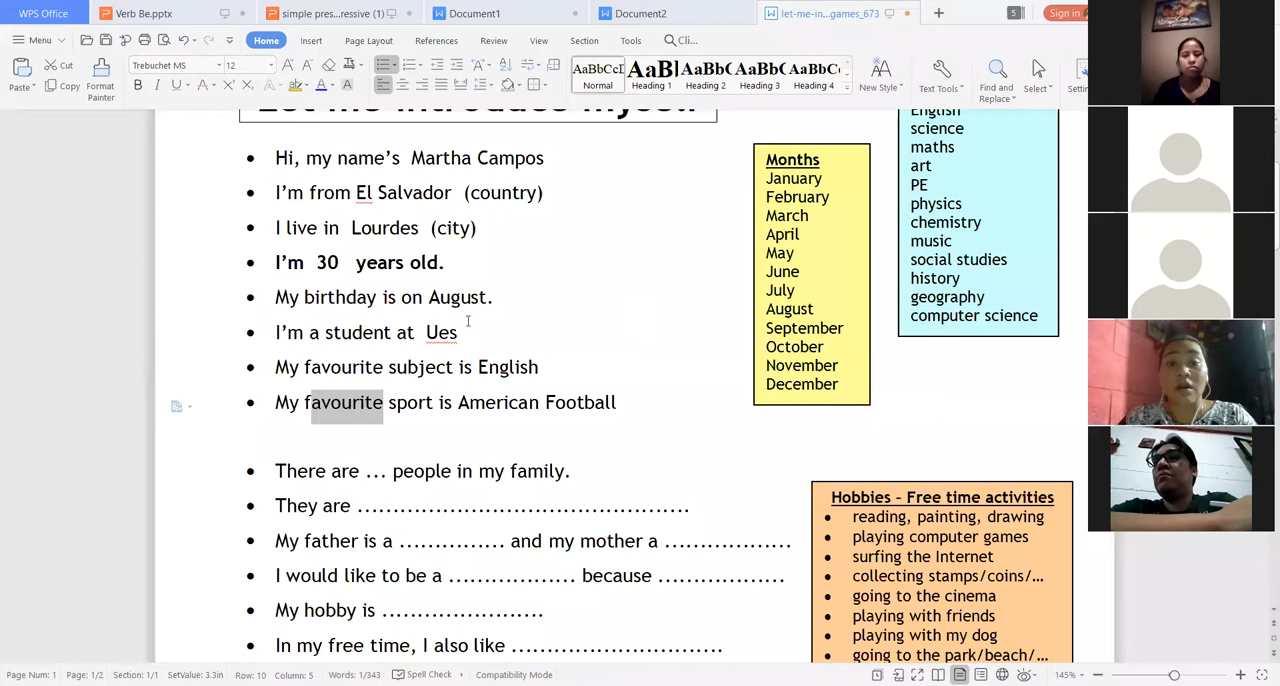 WPS Office
Verb Be.pptx
simple pres...ressive (1)
Document1
Document2
let-me-in...games_673
5
Sign in
Menu
Home
Insert
Page Layout
References
Review
View
Section
Tools
Cli...
Paste
Cut
Copy
Format Painter
Trebuchet MS
12
B I U A X² X₂ A A
AaBbCcD
Normal
AaBl
Heading 1
AaBbC
Heading 2
AaBbC
Heading 3
AaBbC
Heading 4
New Style
Text Tools
Find and Replace
Select
Hi, my name's Martha Campos
I'm from El Salvador (country)
I live in Lourdes (city)
I'm 30 years old.
My birthday is on August.
I'm a student at Ues
My favourite subject is English
My favourite sport is American Football
There are ... people in my family.
They are ..............................................
My father is a ............... and my mother a ..................
I would like to be a .................. because ..................
My hobby is .......................
In my free time, I also like ..............................
Months
January
February
March
April
May
June
July
August
September
October
November
December
English
science
maths
art
PE
physics
chemistry
music
social studies
history
geography
computer science
Hobbies - Free time activities
reading, painting, drawing
playing computer games
surfing the Internet
collecting stamps/coins/…
going to the cinema
playing with friends
playing with my dog
going to the park/beach/…
Page Num: 1
Page: 1/2
Section: 1/1
SetValue: 3.3in
Row: 10
Column: 5
Words: 1/343
Spell Check
Compatibility Mode
145%